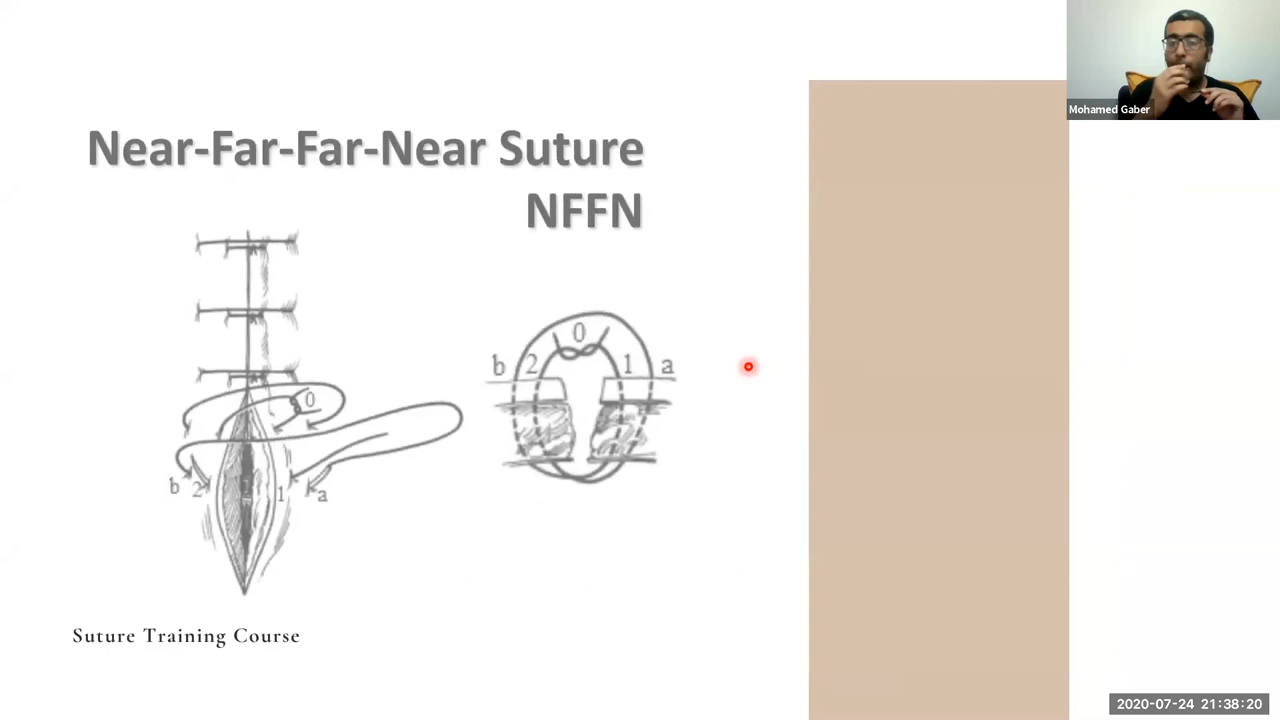 Mohamed Gaber
Near-Far-Far-Near Suture
NFFN
0
b 2 1 a
0
b 2 1 a
Suture Training Course
2020-07-24 21:38:20